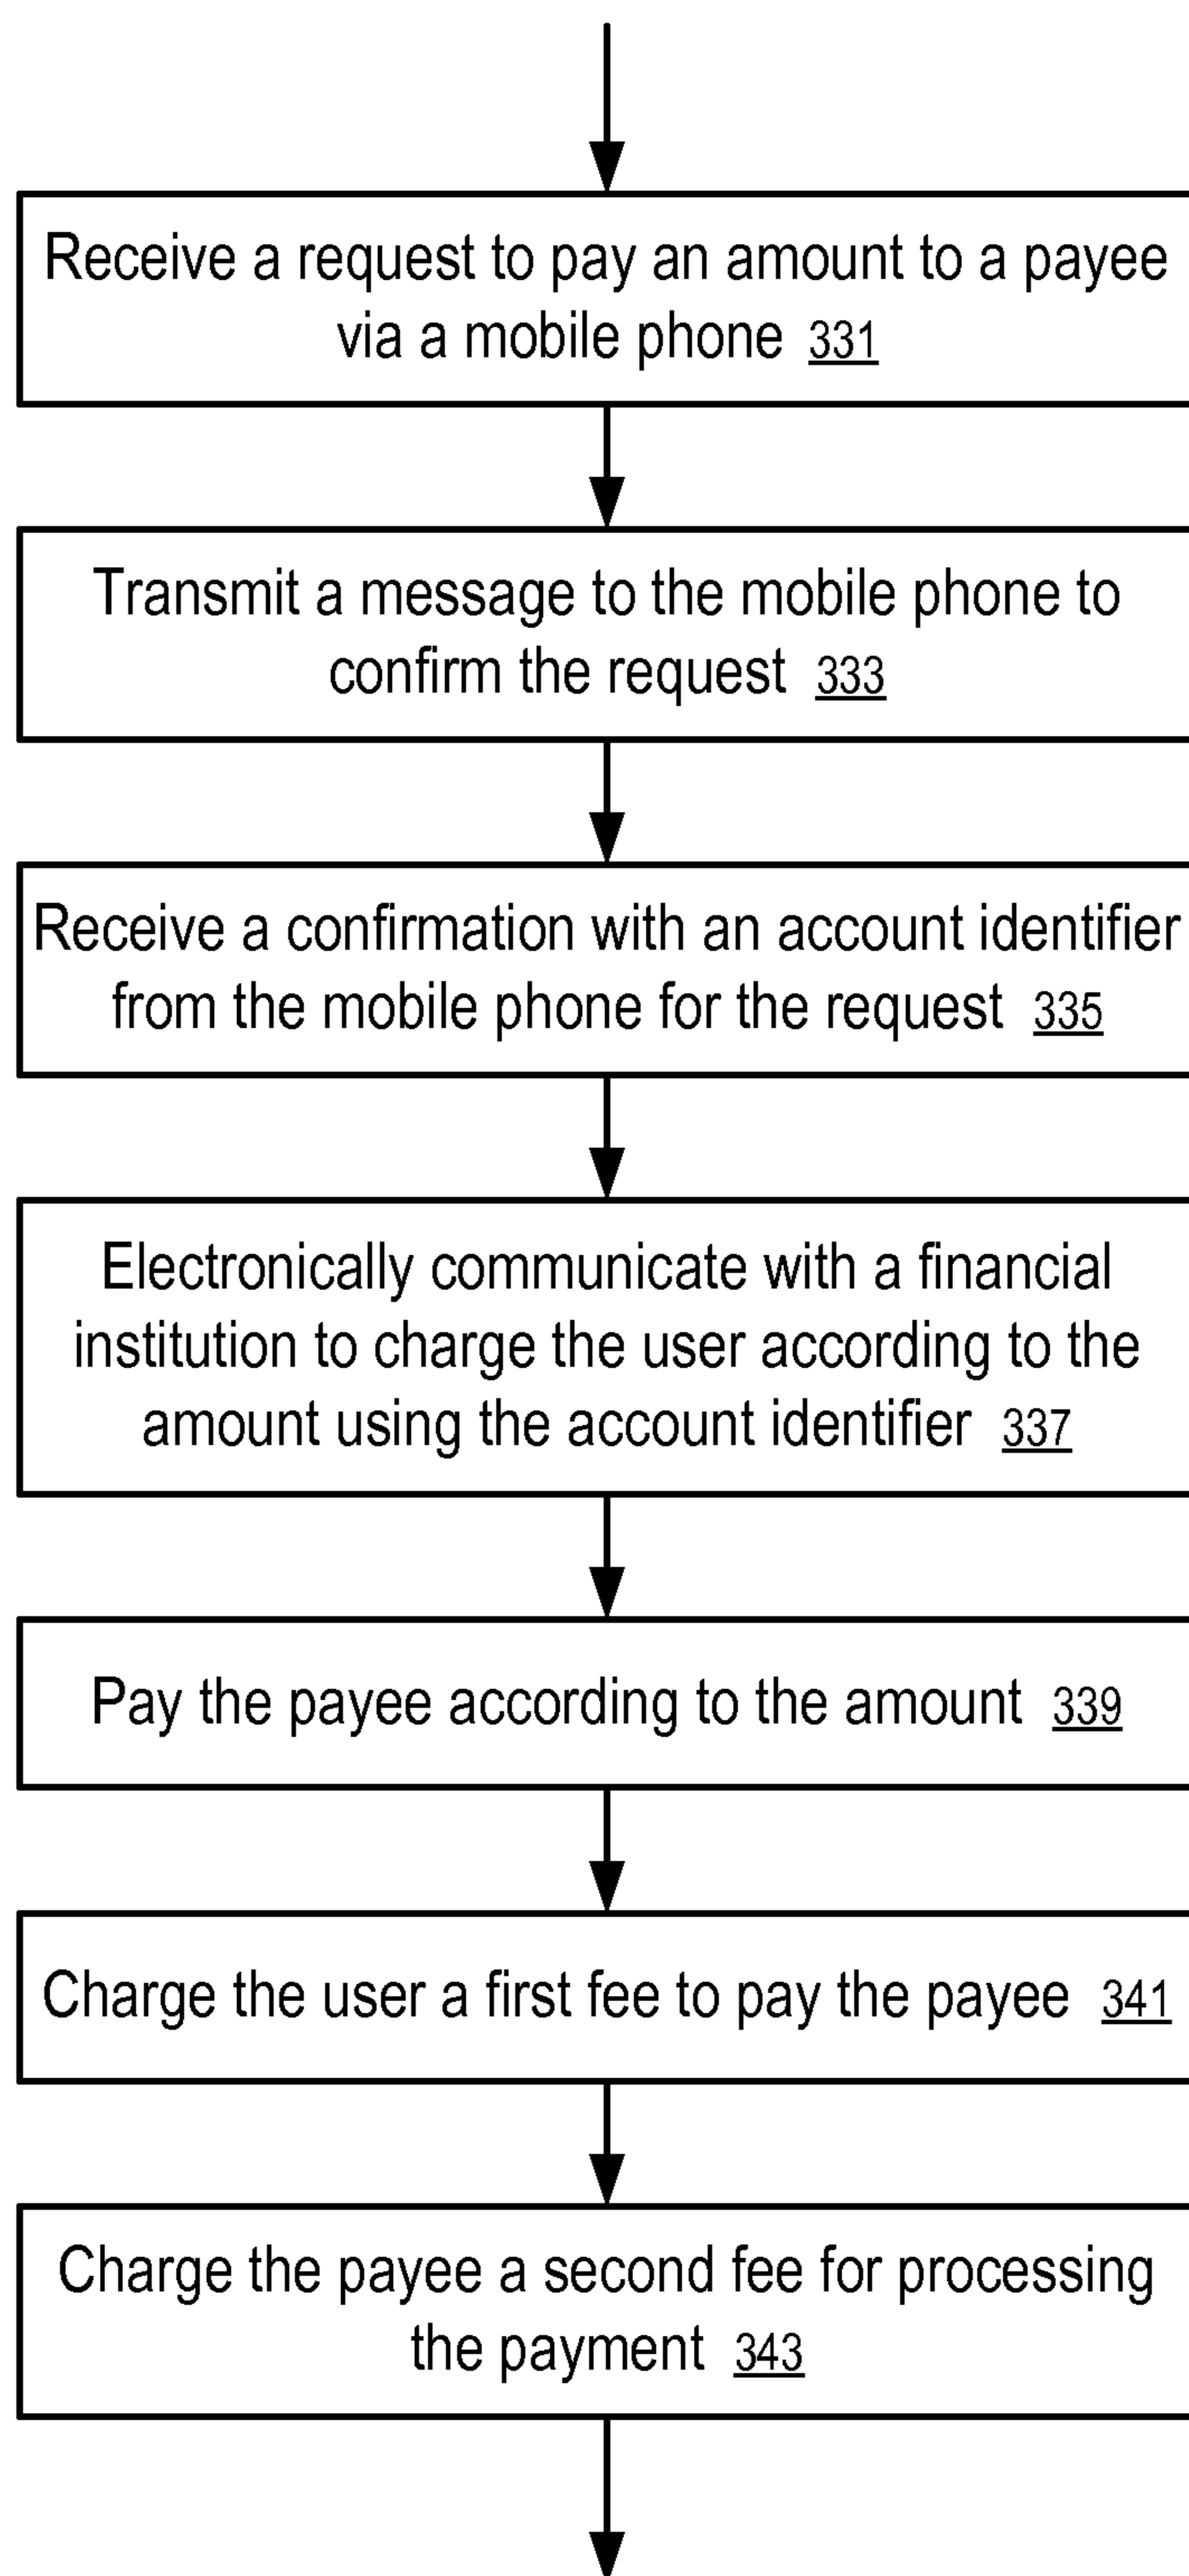 Receive a request to pay an amount to a payee
via a mobile phone 331
Transmit a message to the mobile phone to
confirm the request 333
Receive a confirmation with an account identifier
from the mobile phone for the request 335
Electronically communicate with a financial
institution to charge the user according to the
amount using the account identifier 337
Pay the payee according to the amount 339
Charge the user a first fee to pay the payee 341
Charge the payee a second fee for processing
the payment 343